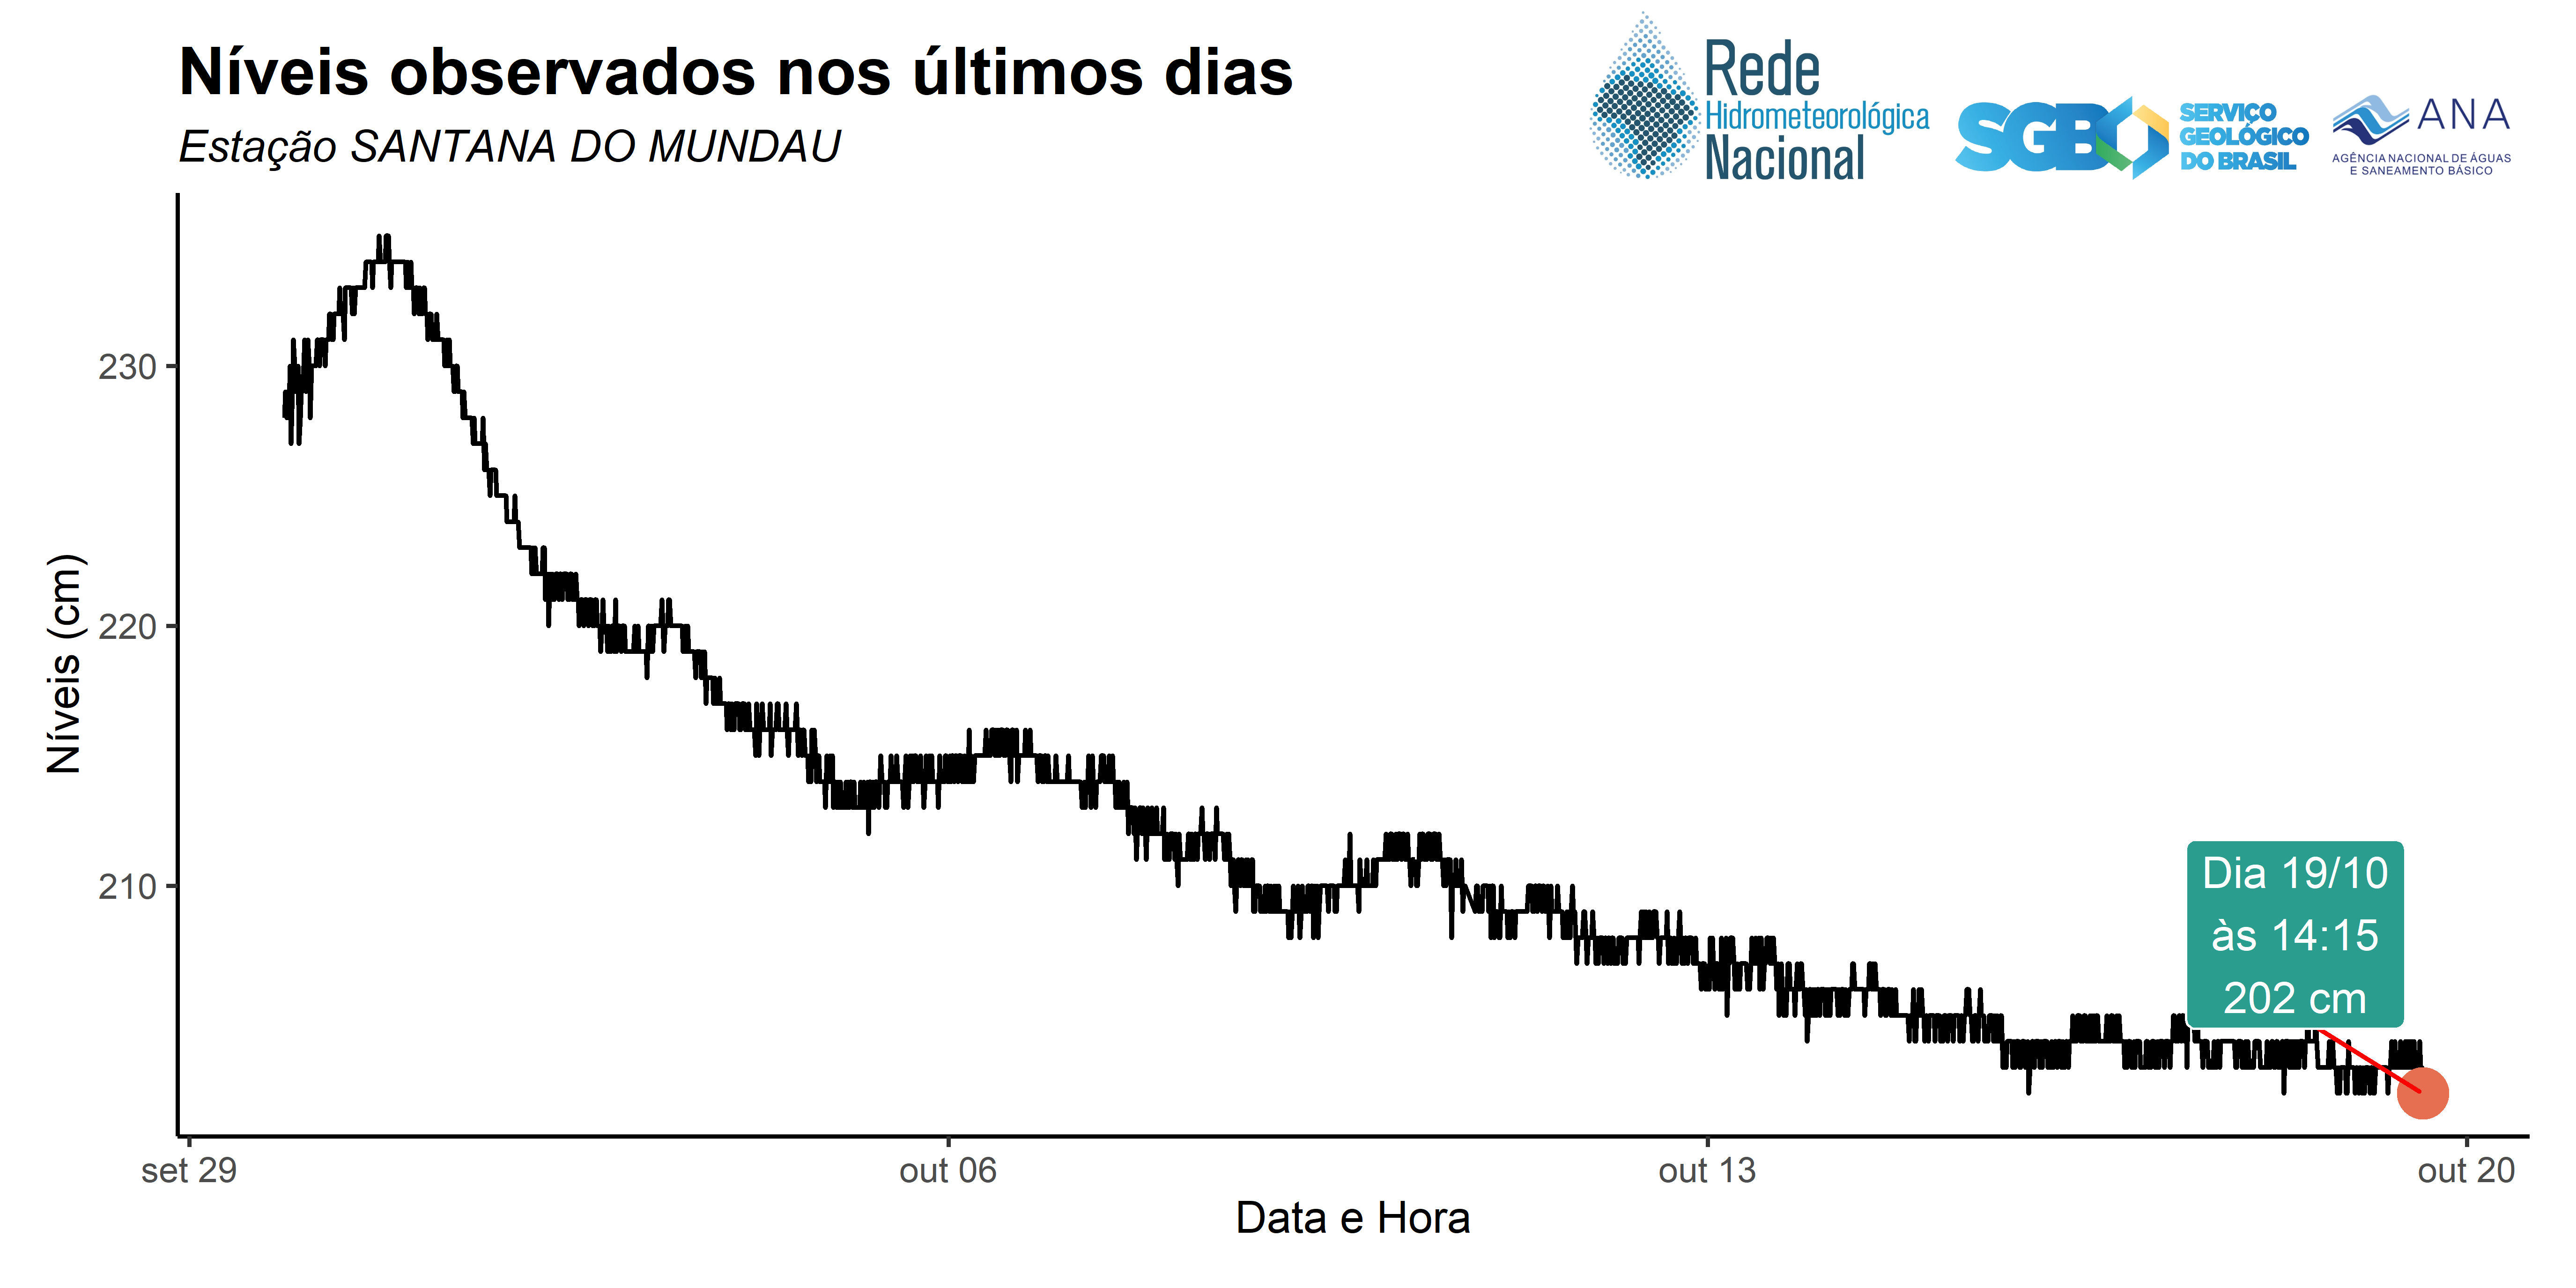 Níveis observados nos últimos dias
Estação SANTANA DO MUNDAU
Rede
Hidrometeorológica
Nacional
SGB
SERVIÇO
GEOLÓGICO
DO BRASIL
ANA
AGÊNCIA NACIONAL DE ÁGUAS
E SANEAMENTO BÁSICO
Níveis (cm)
230
220
210
Dia 19/10
às 14:15
202 cm
set 29
out 06
out 13
out 20
Data e Hora